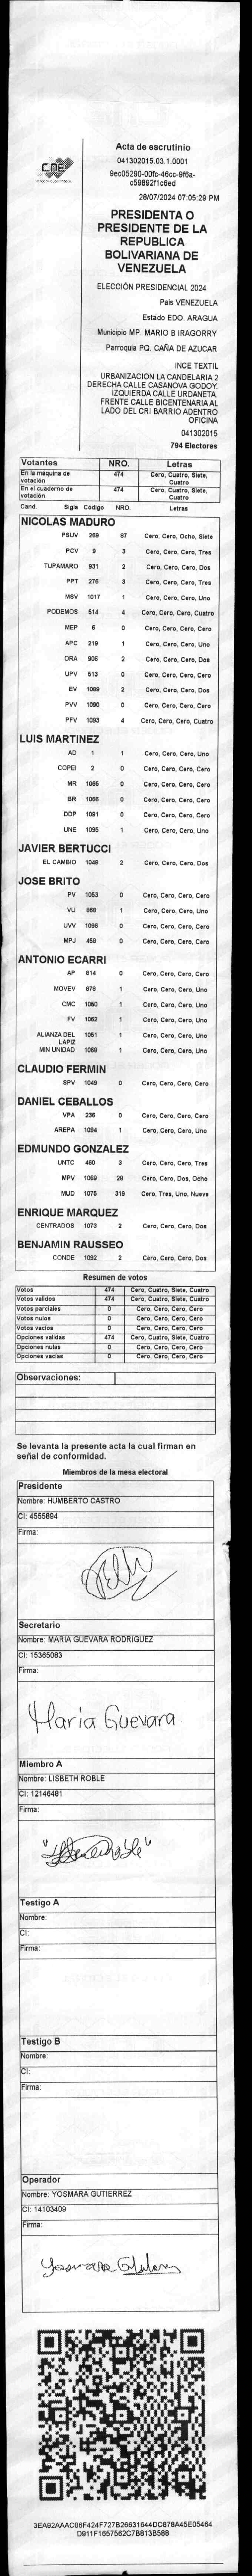 CNE
Acta de escrutinio
041302015.03.1.0001
9ec05290-00fc-46cc-9f6a-
c59892f1c6ed
28/07/2024 07:05:29 PM
PRESIDENTA O
PRESIDENTE DE LA
REPUBLICA
BOLIVARIANA DE
VENEZUELA
ELECCIÓN PRESIDENCIAL 2024
País VENEZUELA
Estado EDO. ARAGUA
Municipio MP. MARIO B IRAGORRY
Parroquia PQ. CAÑA DE AZUCAR
INCE TEXTIL
URBANIZACION LA CANDELARIA 2
DERECHA CALLE CASANOVA GODOY.
IZQUIERDA CALLE URDANETA.
FRENTE CALLE BICENTENARIA AL
LADO DEL CRI BARRIO ADENTRO
OFICINA
041302015
794 Electores
Votantes NRO. Letras
En la máquina de votación 474 Cero, Cuatro, Siete, Cuatro
En el cuaderno de votación 474 Cero, Cuatro, Siete, Cuatro
Cand. Sigla Código NRO. Letras
NICOLAS MADURO
PSUV 269 87 Cero, Cero, Ocho, Siete
PCV 9 3 Cero, Cero, Cero, Tres
TUPAMARO 931 2 Cero, Cero, Cero, Dos
PPT 276 3 Cero, Cero, Cero, Tres
MSV 1017 1 Cero, Cero, Cero, Uno
PODEMOS 514 4 Cero, Cero, Cero, Cuatro
MEP 6 0 Cero, Cero, Cero, Cero
APC 219 1 Cero, Cero, Cero, Uno
ORA 906 2 Cero, Cero, Cero, Dos
UPV 513 0 Cero, Cero, Cero, Cero
EV 1089 2 Cero, Cero, Cero, Dos
PVV 1090 0 Cero, Cero, Cero, Cero
PFV 1093 4 Cero, Cero, Cero, Cuatro
LUIS MARTINEZ
AD 1 1 Cero, Cero, Cero, Uno
COPEI 2 0 Cero, Cero, Cero, Cero
MR 1065 0 Cero, Cero, Cero, Cero
BR 1066 0 Cero, Cero, Cero, Cero
DDP 1091 0 Cero, Cero, Cero, Cero
UNE 1095 1 Cero, Cero, Cero, Uno
JAVIER BERTUCCI
EL CAMBIO 1048 2 Cero, Cero, Cero, Dos
JOSE BRITO
PV 1053 0 Cero, Cero, Cero, Cero
VU 868 1 Cero, Cero, Cero, Uno
UVV 1096 0 Cero, Cero, Cero, Cero
MPJ 458 0 Cero, Cero, Cero, Cero
ANTONIO ECARRI
AP 814 0 Cero, Cero, Cero, Cero
MOVEV 878 1 Cero, Cero, Cero, Uno
CMC 1050 1 Cero, Cero, Cero, Uno
FV 1062 1 Cero, Cero, Cero, Uno
ALIANZA DEL LAPIZ 1061 1 Cero, Cero, Cero, Uno
MIN UNIDAD 1068 1 Cero, Cero, Cero, Uno
CLAUDIO FERMIN
SPV 1049 0 Cero, Cero, Cero, Cero
DANIEL CEBALLOS
VPA 236 0 Cero, Cero, Cero, Cero
AREPA 1094 1 Cero, Cero, Cero, Uno
EDMUNDO GONZALEZ
UNTC 460 3 Cero, Cero, Cero, Tres
MPV 1069 28 Cero, Cero, Dos, Ocho
MUD 1075 319 Cero, Tres, Uno, Nueve
ENRIQUE MARQUEZ
CENTRADOS 1073 2 Cero, Cero, Cero, Dos
BENJAMIN RAUSSEO
CONDE 1092 2 Cero, Cero, Cero, Dos
Resumen de votos
Votos 474 Cero, Cuatro, Siete, Cuatro
Votos validos 474 Cero, Cuatro, Siete, Cuatro
Votos parciales 0 Cero, Cero, Cero, Cero
Votos nulos 0 Cero, Cero, Cero, Cero
Votos vacios 0 Cero, Cero, Cero, Cero
Opciones validas 474 Cero, Cuatro, Siete, Cuatro
Opciones nulas 0 Cero, Cero, Cero, Cero
Opciones vacias 0 Cero, Cero, Cero, Cero
Observaciones:
Se levanta la presente acta la cual firman en
señal de conformidad.
Miembros de la mesa electoral
Presidente
Nombre: HUMBERTO CASTRO
CI: 4555894
Firma:
Secretario
Nombre: MARIA GUEVARA RODRIGUEZ
CI: 15365083
Firma:
Maria Guevara
Miembro A
Nombre: LISBETH ROBLE
CI: 12146481
Firma:
Testigo A
Nombre:
CI:
Firma:
Testigo B
Nombre:
CI:
Firma:
Operador
Nombre: YOSMARA GUTIERREZ
CI: 14103409
Firma:
3EA92AAAC06F424F727B26631644DC878A45E05464
D911F1657562C7B813B588